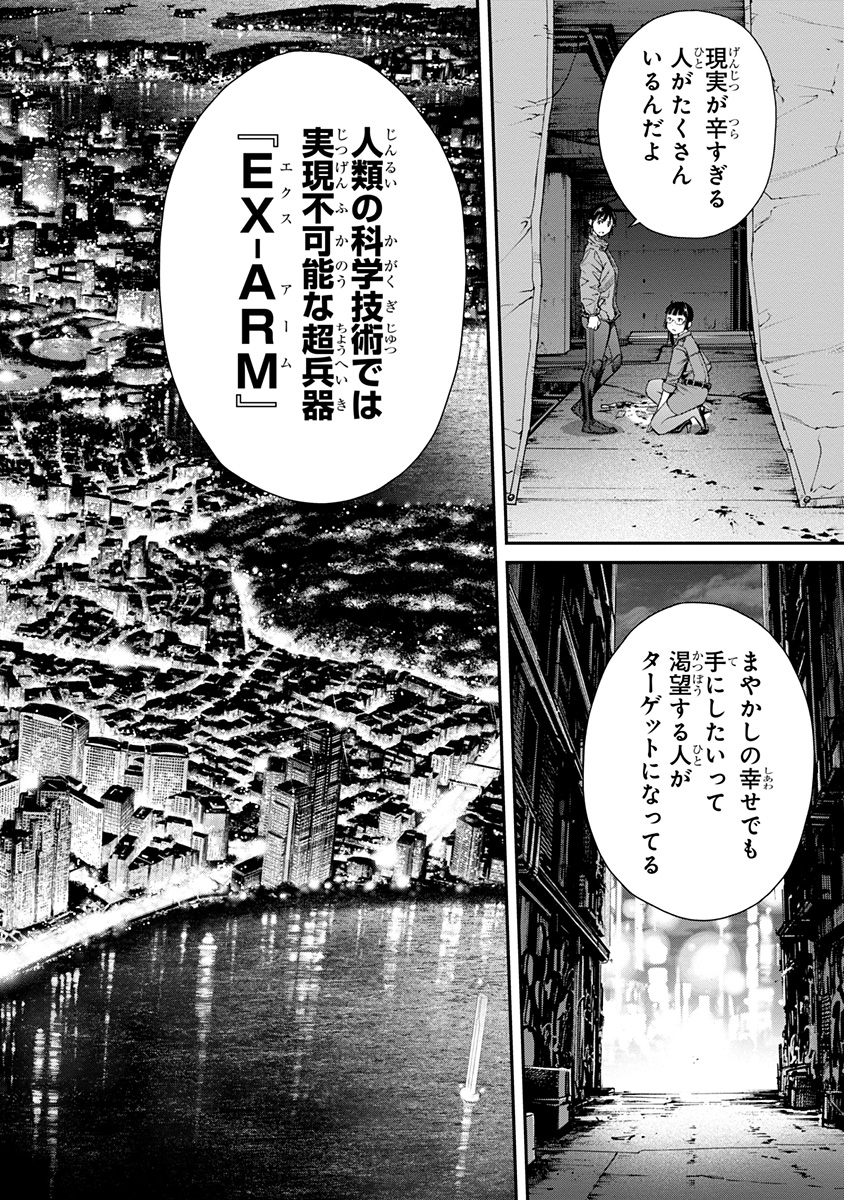 現実が辛すぎる
人がたくさん
いるんだよ
まやかしの幸せでも
手にしたいって
渇望する人が
ターゲットになってる
人類の科学技術では
実現不可能な超兵器
『EX-ARM』